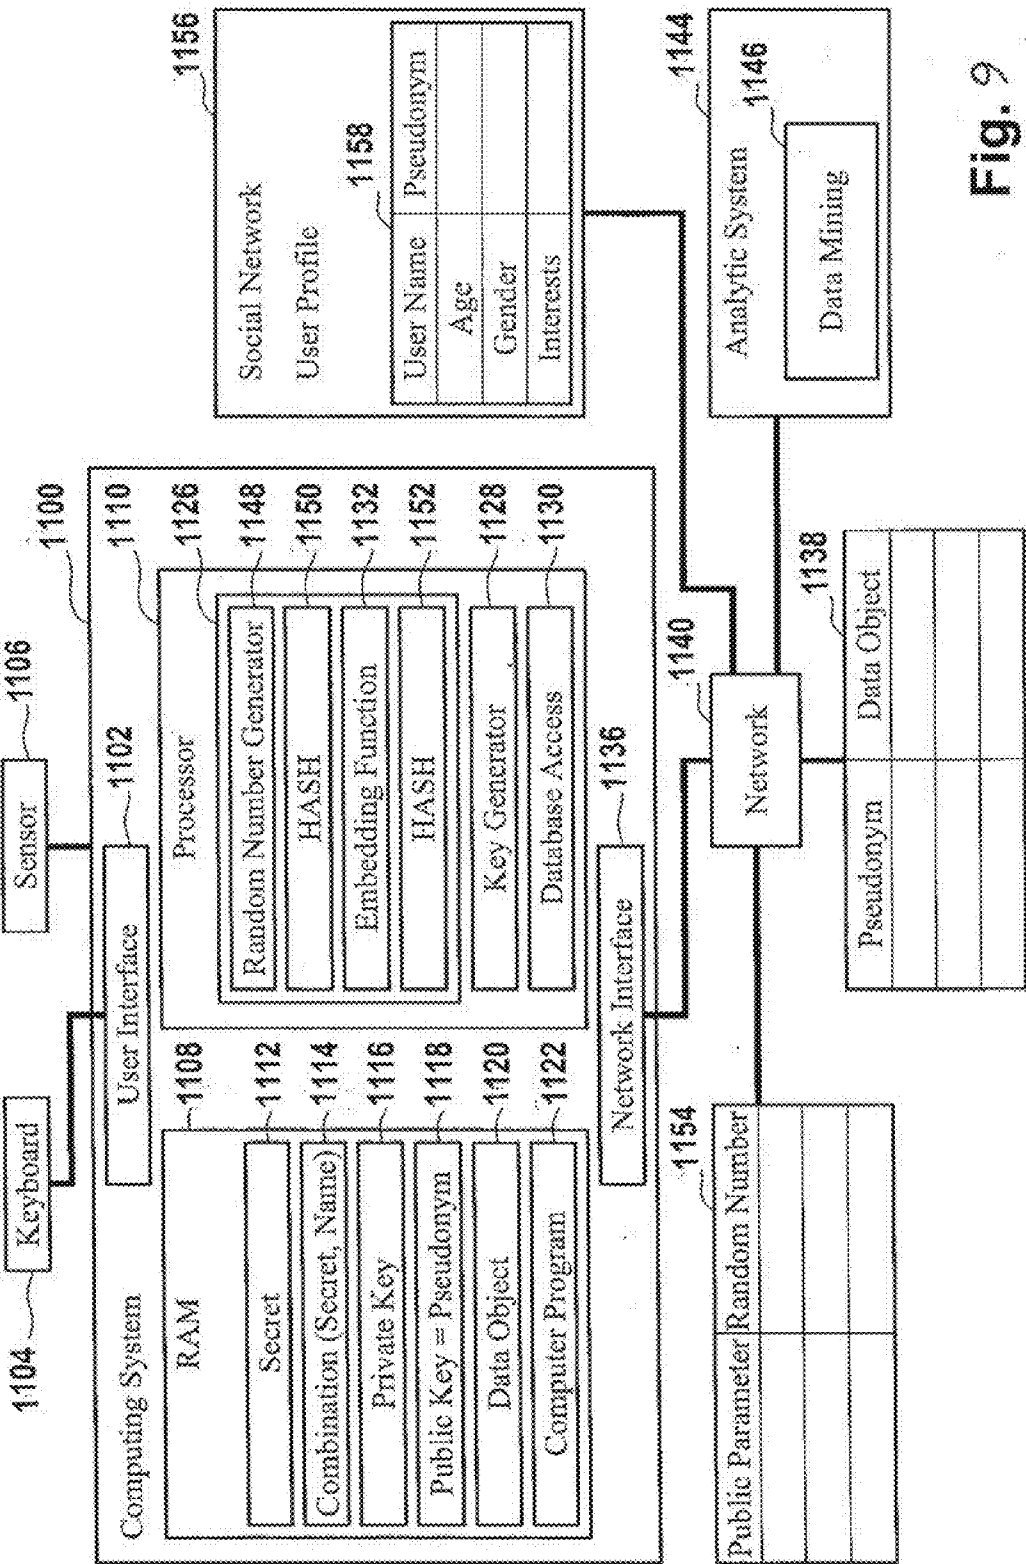 1104
Keyboard
Sensor
1106
Computing System
1100
User Interface
1102
RAM
1108
Secret
1112
Combination (Secret, Name)
1114
Private Key
1116
Public Key = Pseudonym
1118
Data Object
1120
Computer Program
1122
Processor
1110
1126
Random Number Generator
1148
HASH
1150
Embedding Function
1132
HASH
1152
Key Generator
1128
Database Access
1130
Network Interface
1136
Social Network
1156
User Profile
1158
User Name
Pseudonym
Age
Gender
Interests
Network
1140
Analytic System
1144
Data Mining
1146
1154
Public Parameter
Random Number
1138
Pseudonym
Data Object
Fig. 9